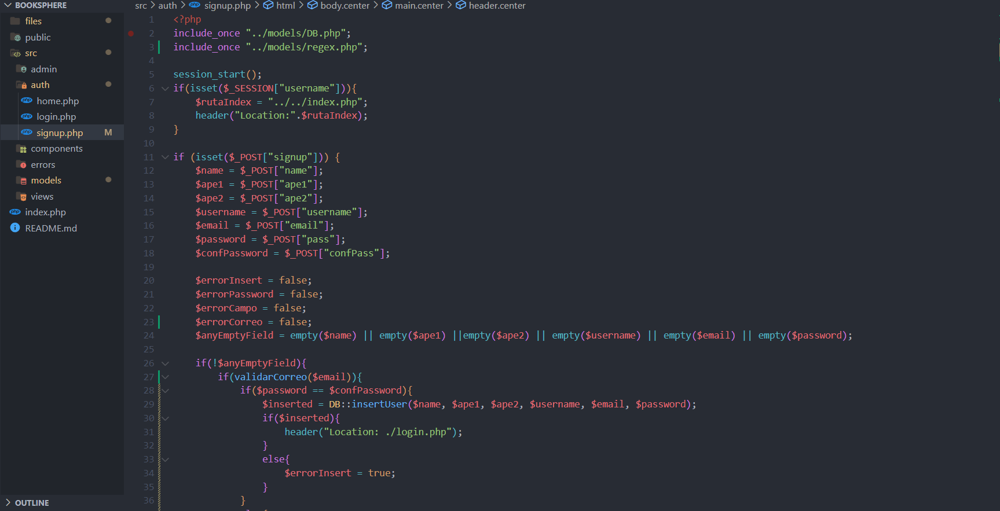 BOOKSPHERE
files
public
src
admin
auth
home.php
login.php
signup.php M
components
errors
models
views
index.php
README.md
OUTLINE
src > auth > signup.php > html > body.center > main.center > header.center
1 <?php
2 include_once "../models/DB.php";
3 include_once "../models/regex.php";
4
5 session_start();
6 if(isset($_SESSION["username"])){
7 $rutaIndex = "../../index.php";
8 header("Location:".$rutaIndex);
9 }
10
11 if (isset($_POST["signup"])) {
12 $name = $_POST["name"];
13 $ape1 = $_POST["ape1"];
14 $ape2 = $_POST["ape2"];
15 $username = $_POST["username"];
16 $email = $_POST["email"];
17 $password = $_POST["pass"];
18 $confPassword = $_POST["confPass"];
19
20 $errorInsert = false;
21 $errorPassword = false;
22 $errorCampo = false;
23 $errorCorreo = false;
24 $anyEmptyField = empty($name) || empty($ape1) ||empty($ape2) || empty($username) || empty($email) || empty($password);
25
26 if(!$anyEmptyField){
27 if(validarCorreo($email)){
28 if($password == $confPassword){
29 $inserted = DB::insertUser($name, $ape1, $ape2, $username, $email, $password);
30 if($inserted){
31 header("Location: ./login.php");
32 }
33 else{
34 $errorInsert = true;
35 }
36 }